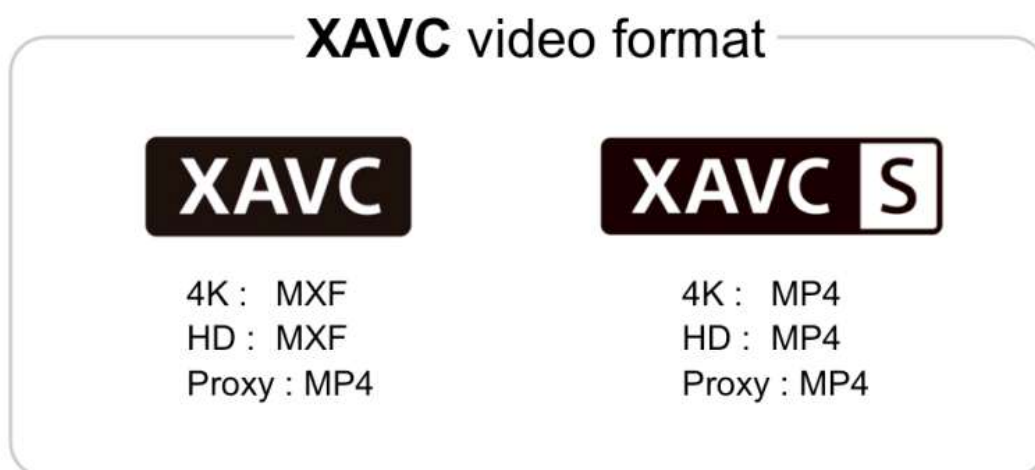 XAVC video format
XAVC
4K : MXF
HD : MXF
Proxy : MP4
XAVC S
4K : MP4
HD : MP4
Proxy : MP4